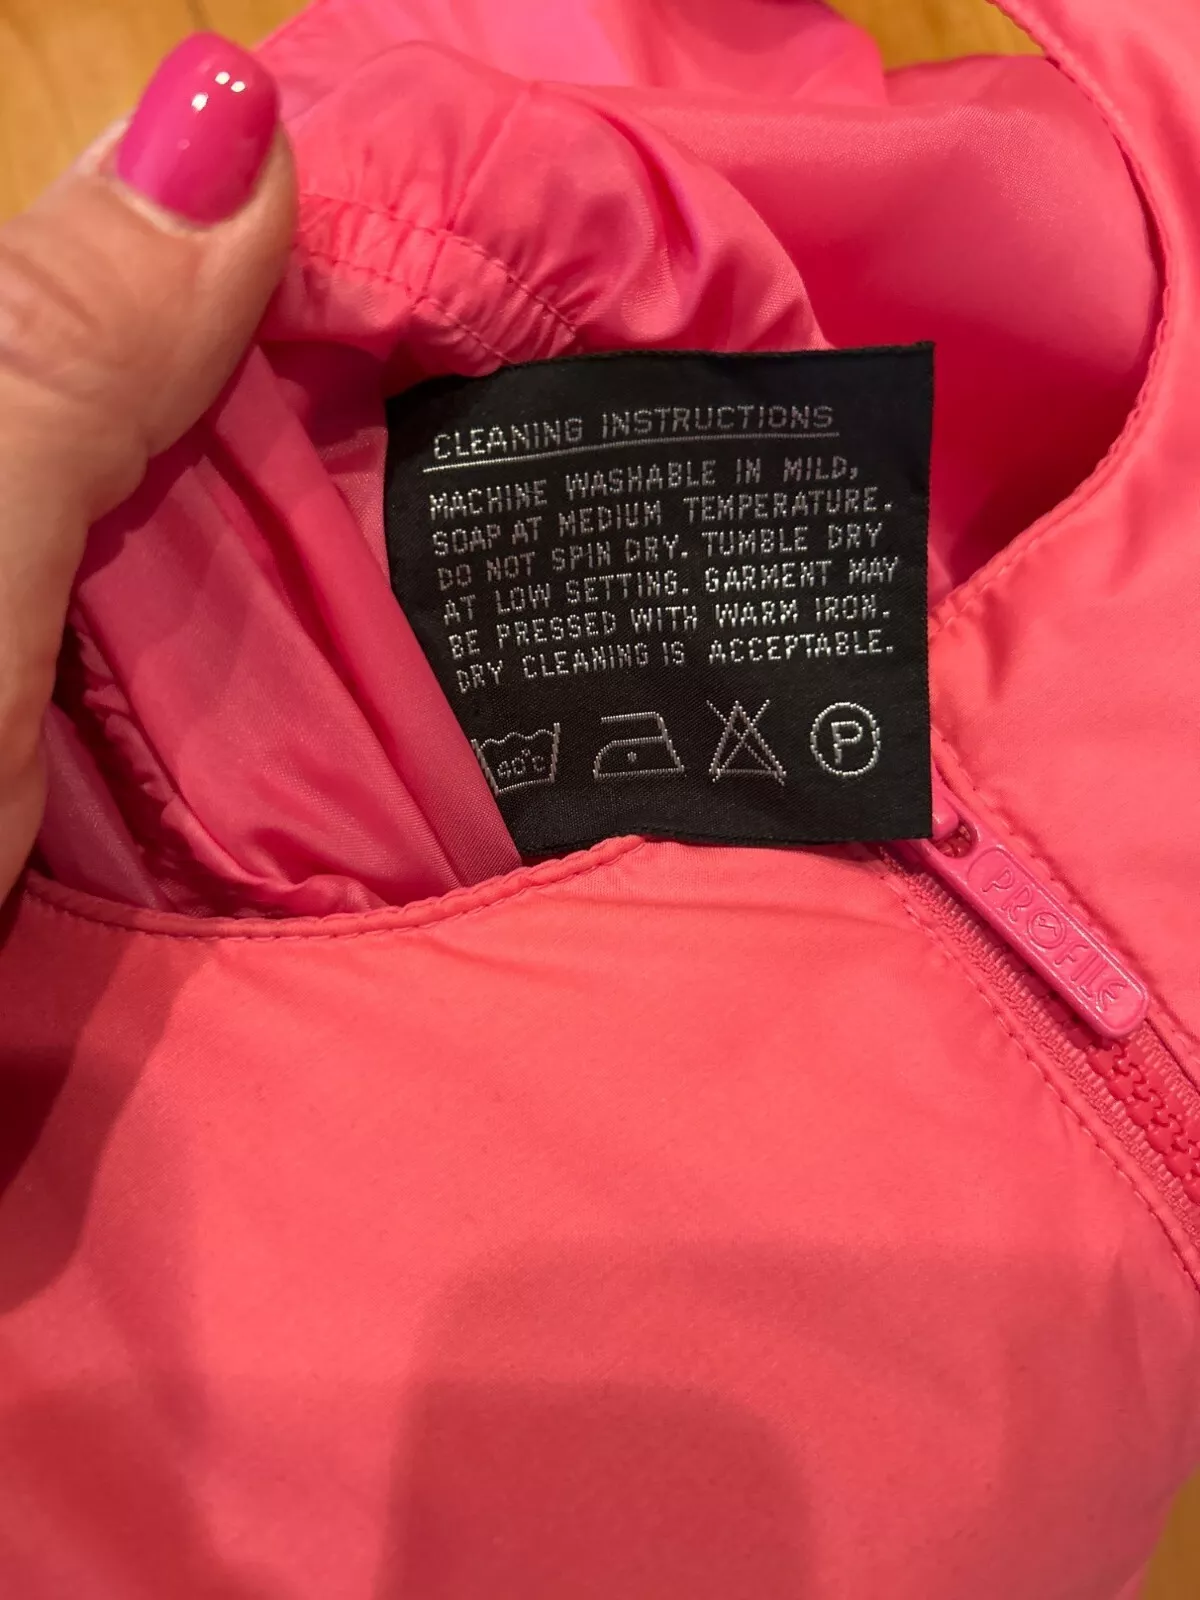 CLEANING INSTRUCTIONS
MACHINE WASHABLE IN MILD,
SOAP AT MEDIUM TEMPERATURE.
DO NOT SPIN DRY. TUMBLE DRY
AT LOW SETTING. GARMENT MAY
BE PRESSED WITH WARM IRON.
DRY CLEANING IS ACCEPTABLE.
P
PROFILE